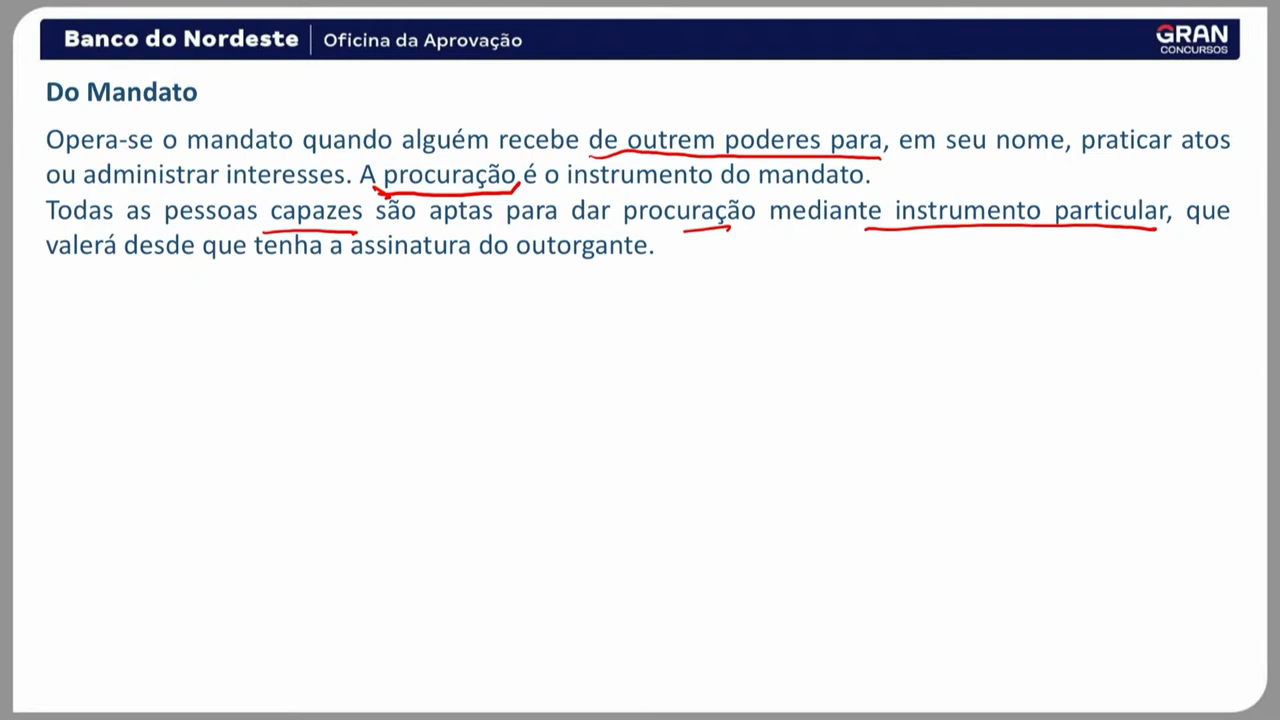 Banco do Nordeste
Oficina da Aprovação
GRAN
CONCURSOS
Do Mandato
Opera-se o mandato quando alguém recebe de outrem poderes para, em seu nome, praticar atos
ou administrar interesses. A procuração é o instrumento do mandato.
Todas as pessoas capazes são aptas para dar procuração mediante instrumento particular, que
valerá desde que tenha a assinatura do outorgante.